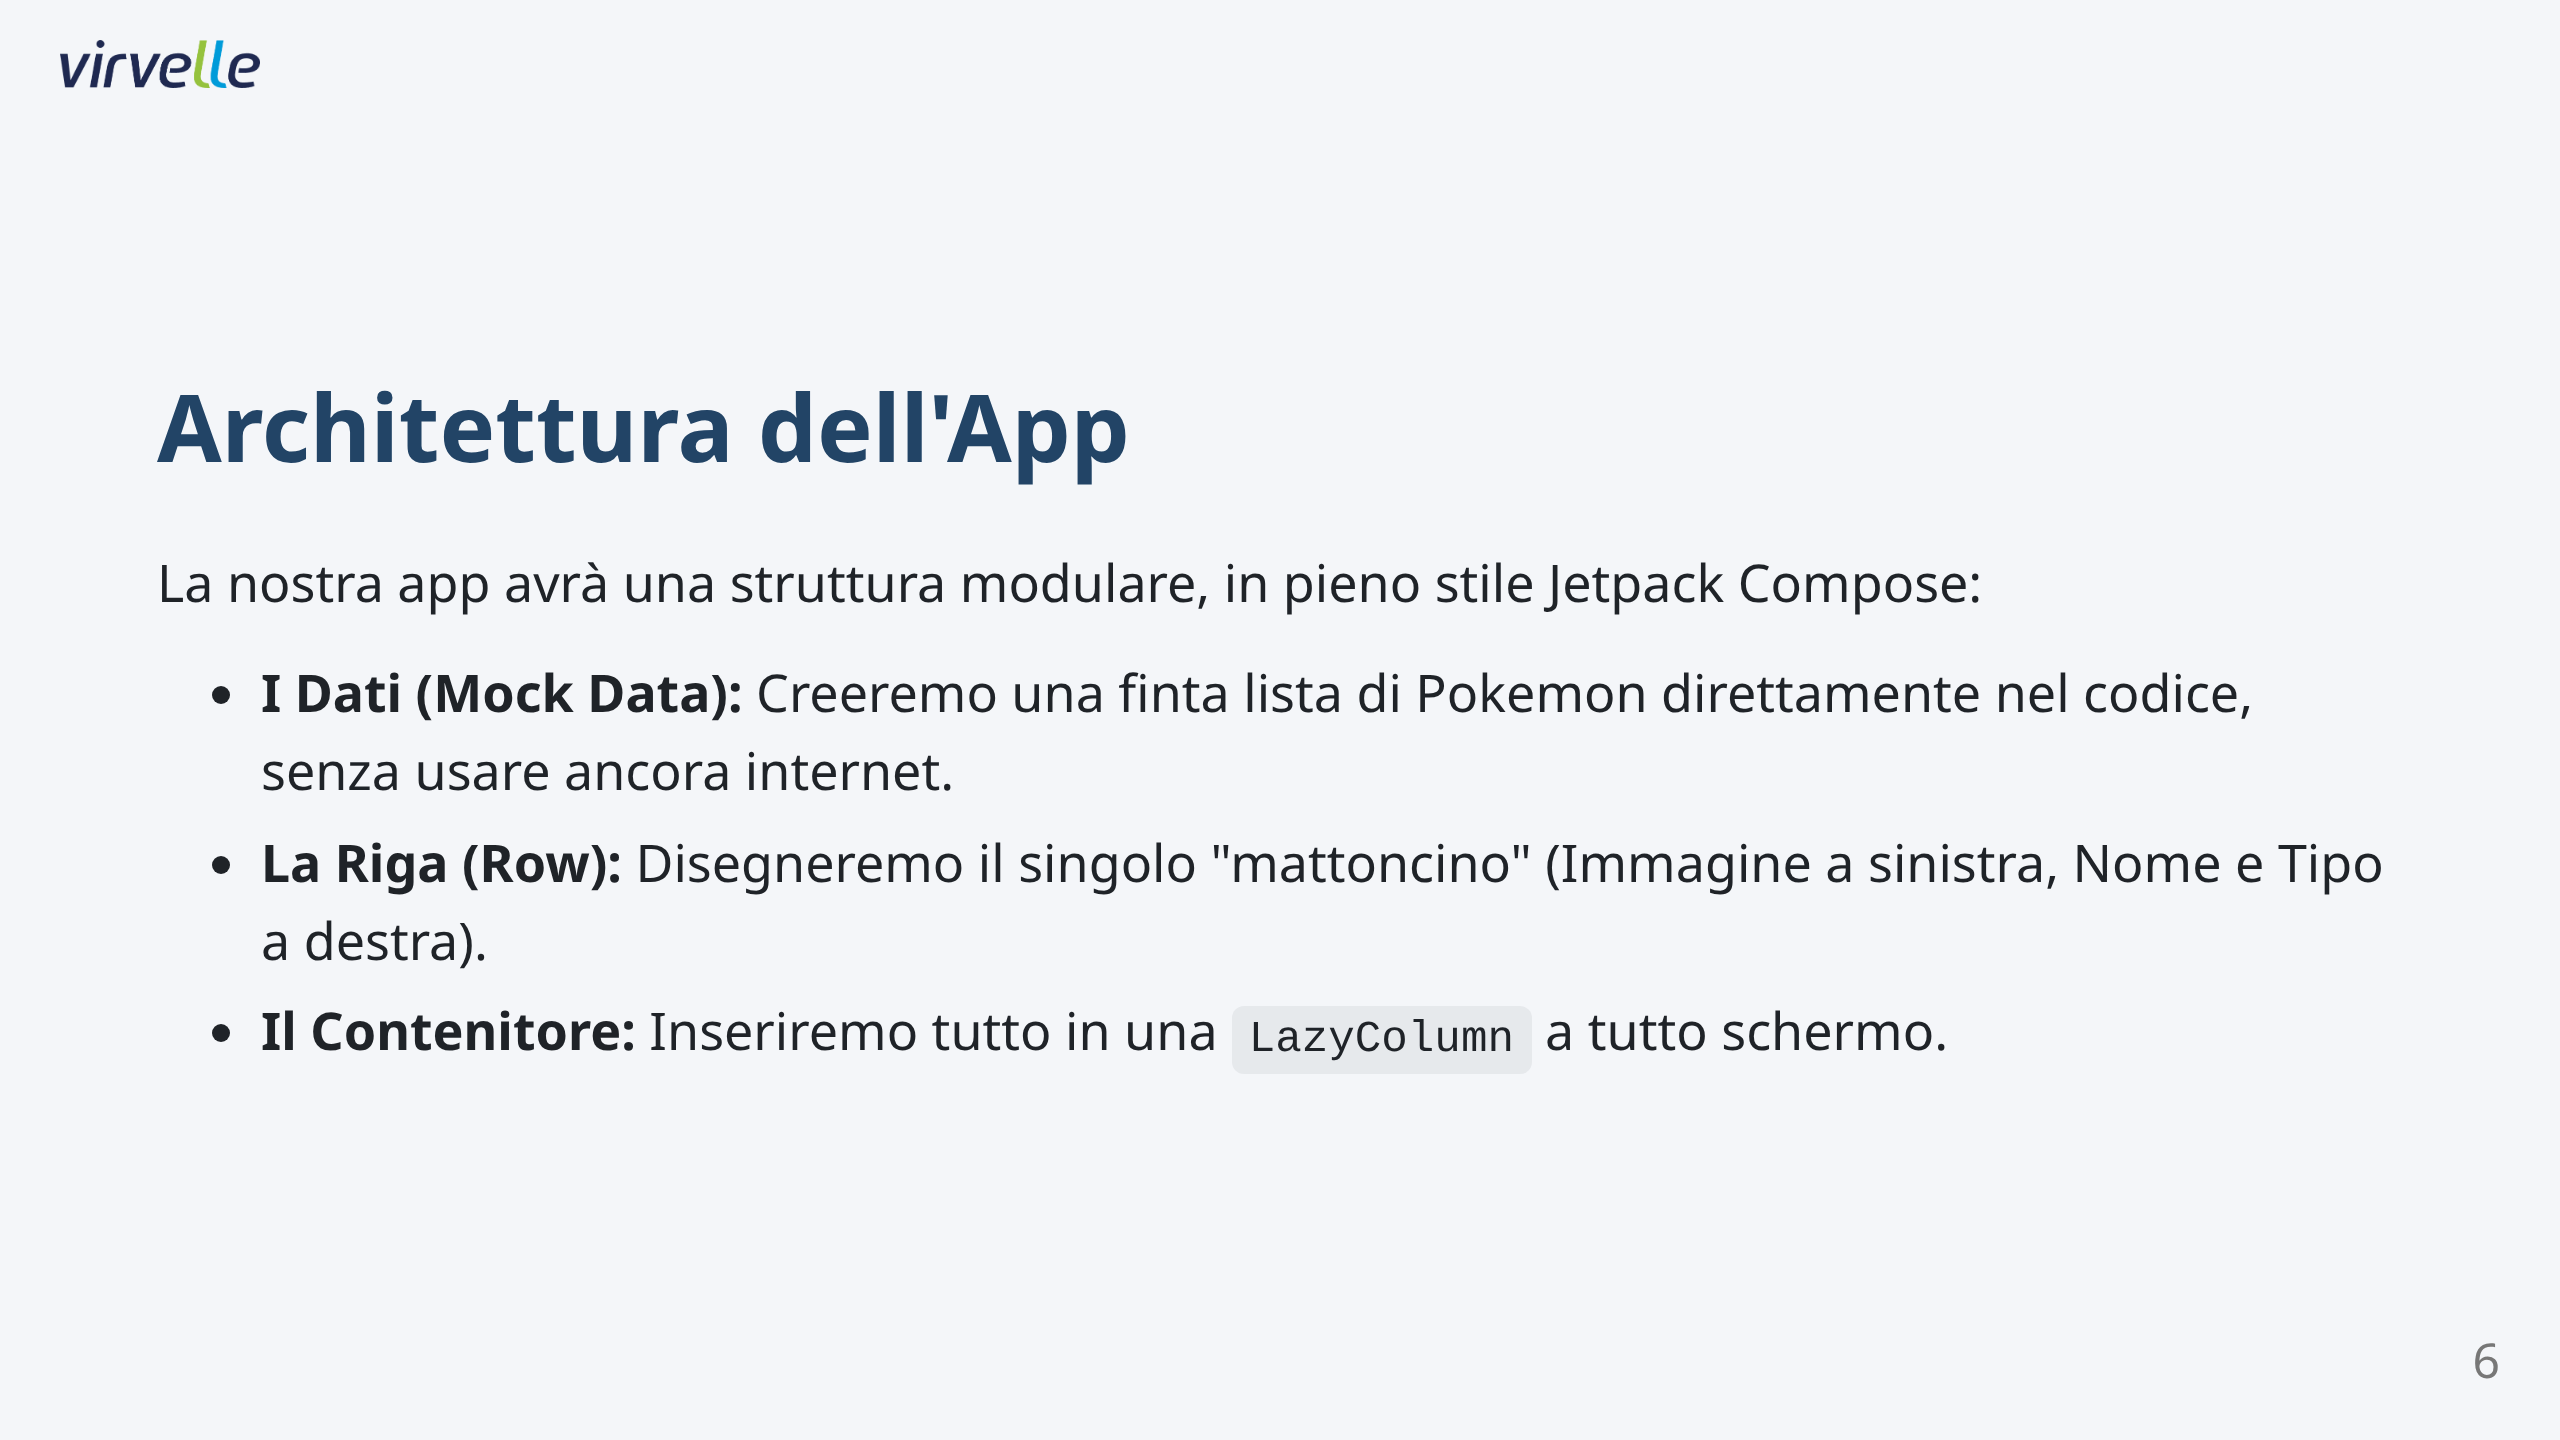 virvelle
Architettura dell'App
La nostra app avrà una struttura modulare, in pieno stile Jetpack Compose:
• I Dati (Mock Data): Creeremo una finta lista di Pokemon direttamente nel codice,
senza usare ancora internet.
• La Riga (Row): Disegneremo il singolo "mattoncino" (Immagine a sinistra, Nome e Tipo
a destra).
• Il Contenitore: Inseriremo tutto in una LazyColumn a tutto schermo.
6